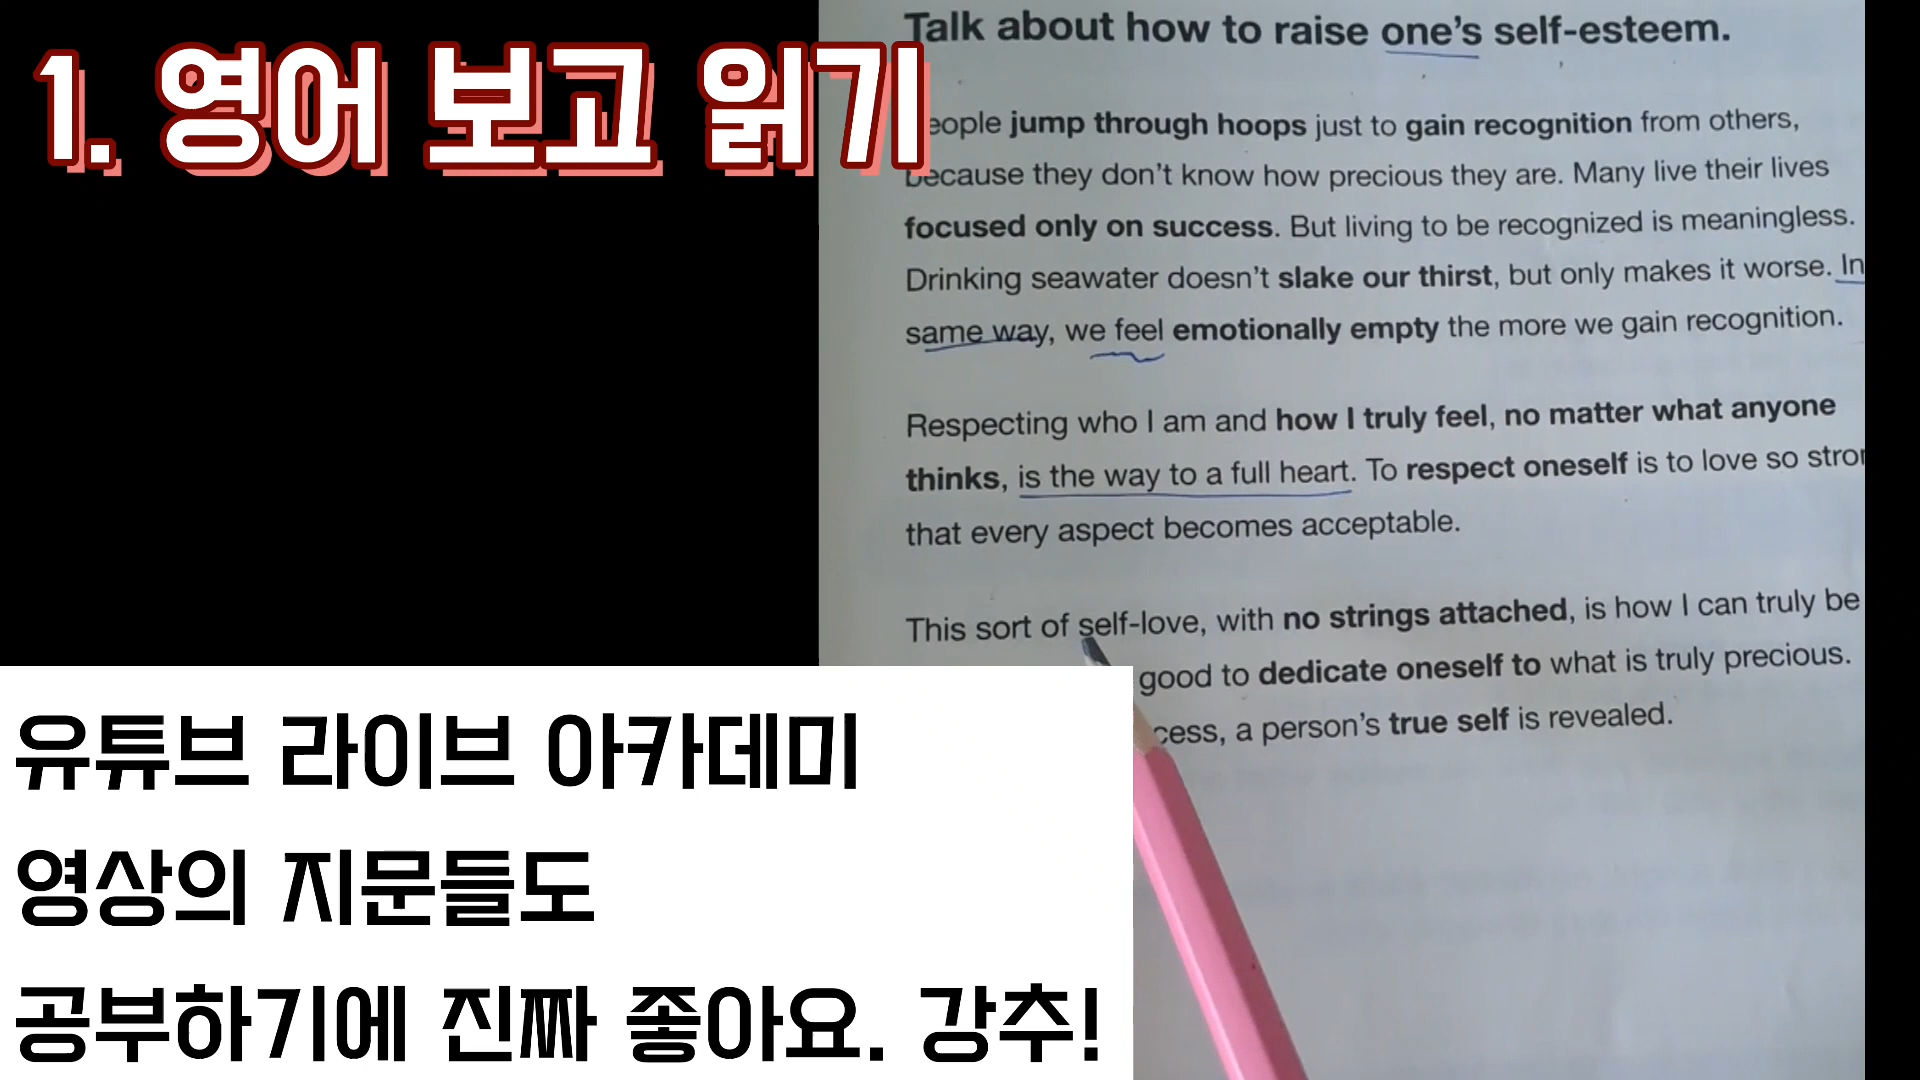 1. 영어 보고 읽기
Talk about how to raise one's self-esteem.
eople jump through hoops just to gain recognition from others,
because they don't know how precious they are. Many live their lives
focused only on success. But living to be recognized is meaningless.
Drinking seawater doesn't slake our thirst, but only makes it worse. In
same way, we feel emotionally empty the more we gain recognition.
Respecting who I am and how I truly feel, no matter what anyone
thinks, is the way to a full heart. To respect oneself is to love so stro
that every aspect becomes acceptable.
This sort of self-love, with no strings attached, is how I can truly be
good to dedicate oneself to what is truly precious.
cess, a person's true self is revealed.
유튜브 라이브 아카데미
영상의 지문들도
공부하기에 진짜 좋아요. 강추!